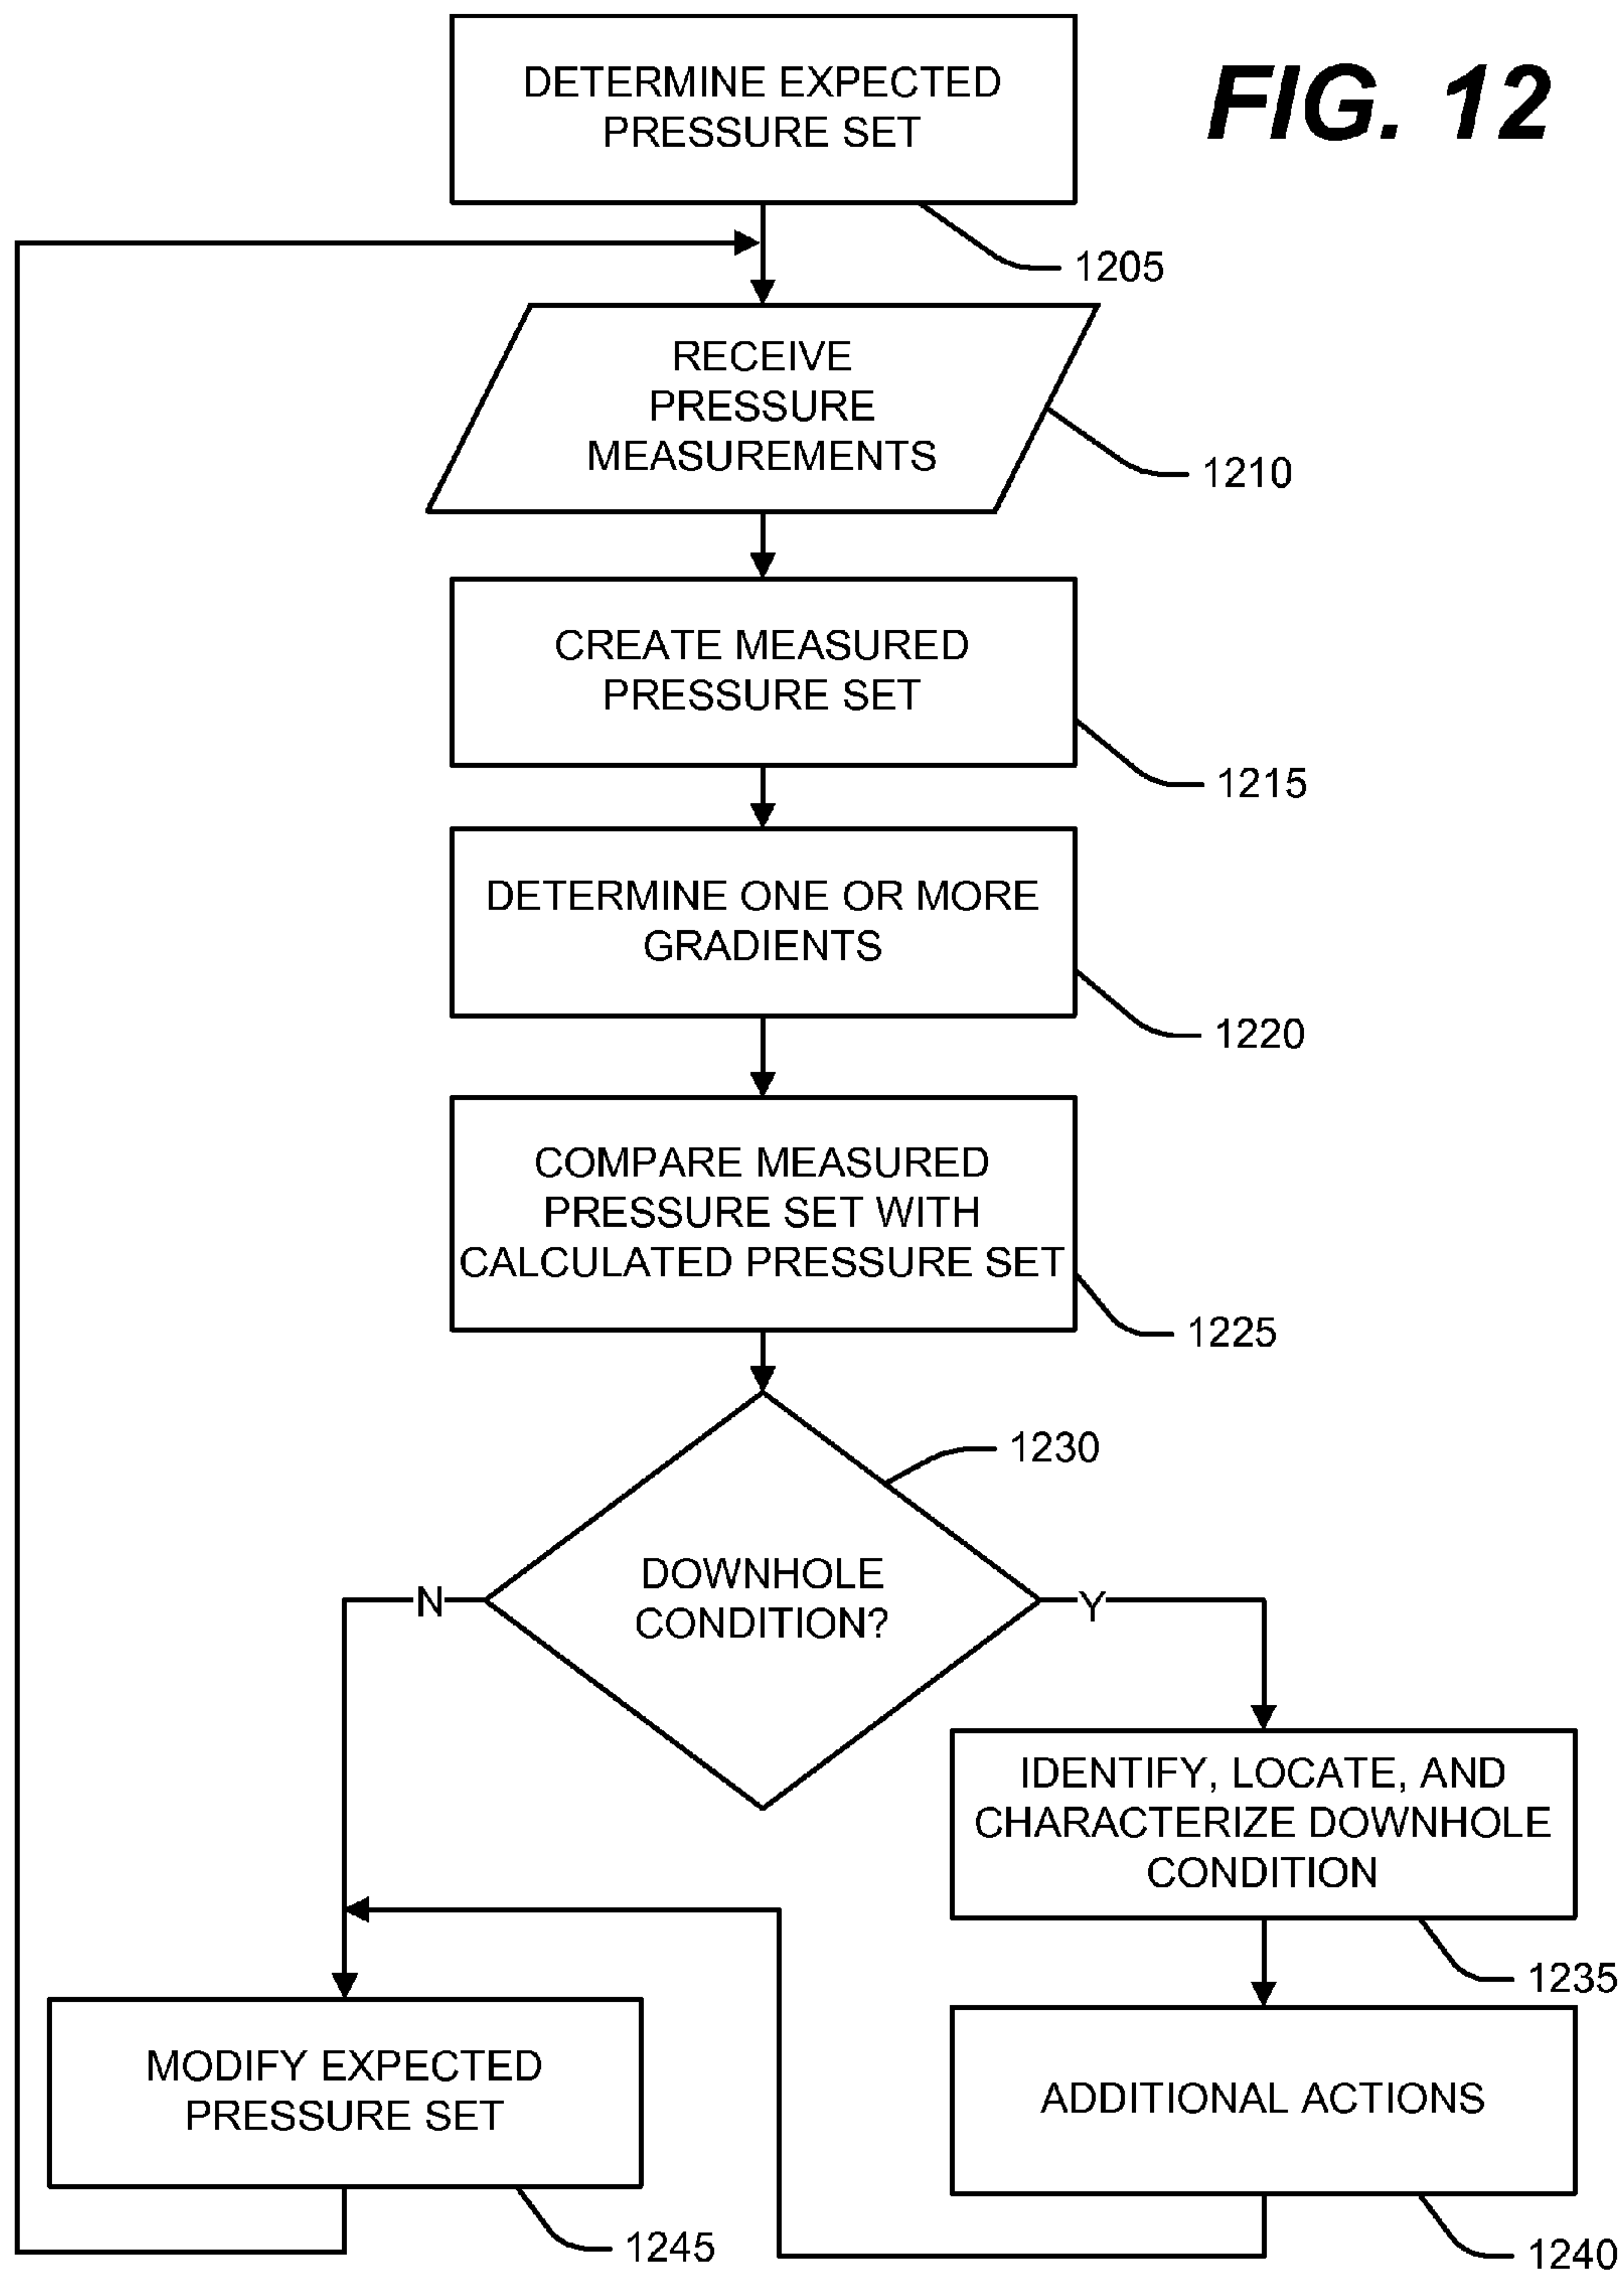 FIG. 12
DETERMINE EXPECTED
PRESSURE SET
1205
RECEIVE
PRESSURE
MEASUREMENTS
1210
CREATE MEASURED
PRESSURE SET
1215
DETERMINE ONE OR MORE
GRADIENTS
1220
COMPARE MEASURED
PRESSURE SET WITH
CALCULATED PRESSURE SET
1225
1230
DOWNHOLE
CONDITION?
N
Y
IDENTIFY, LOCATE, AND
CHARACTERIZE DOWNHOLE
CONDITION
1235
ADDITIONAL ACTIONS
1240
MODIFY EXPECTED
PRESSURE SET
1245